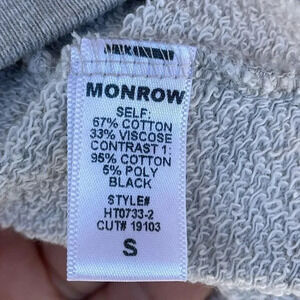 MONROW
SELF:
67% COTTON
33% VISCOSE
CONTRAST 1:
95% COTTON
5% POLY
BLACK
STYLE#
HT0733-2
CUT# 19103
S